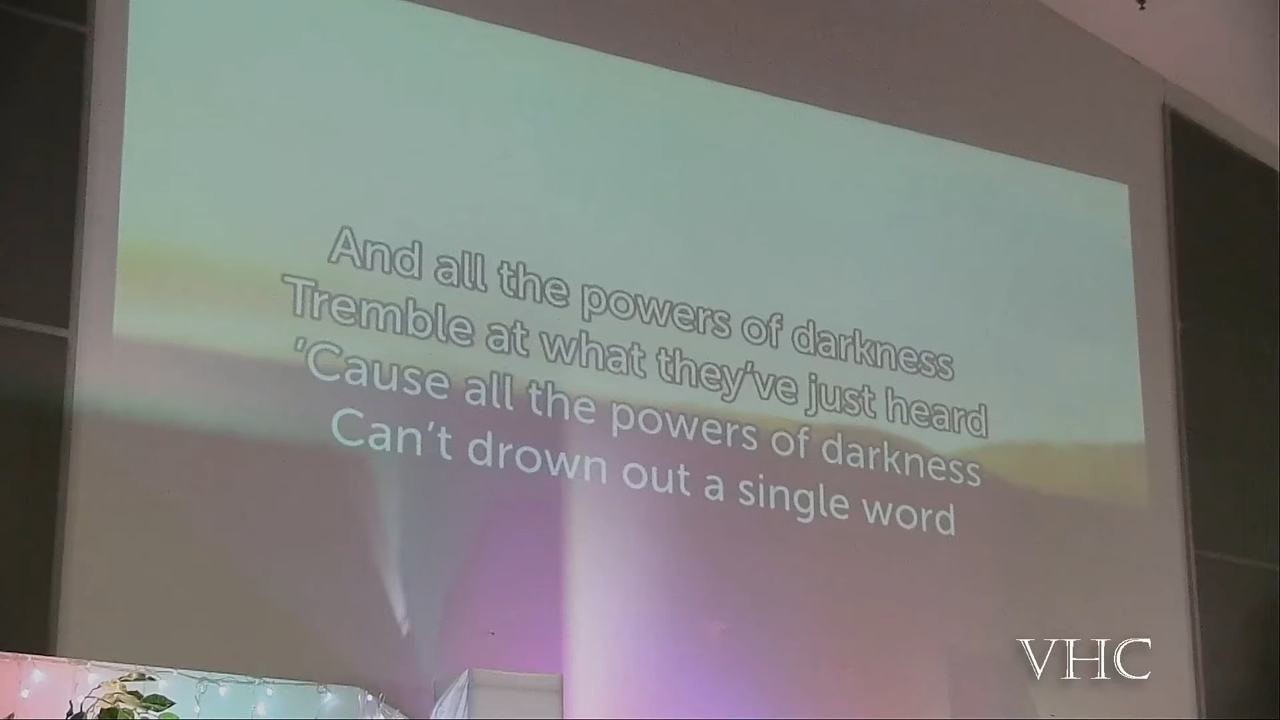 And all the powers of darkness
Tremble at what they've just heard
'Cause all the powers of darkness
Can't drown out a single word
VHC